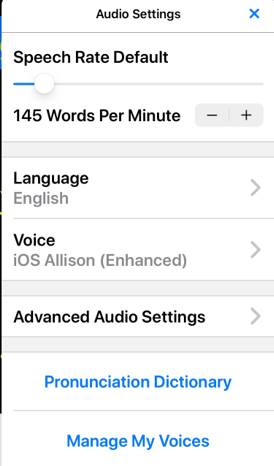 Audio Settings
Speech Rate Default
145 Words Per Minute
Language
English
Voice
iOS Allison (Enhanced)
Advanced Audio Settings
Pronunciation Dictionary
Manage My Voices